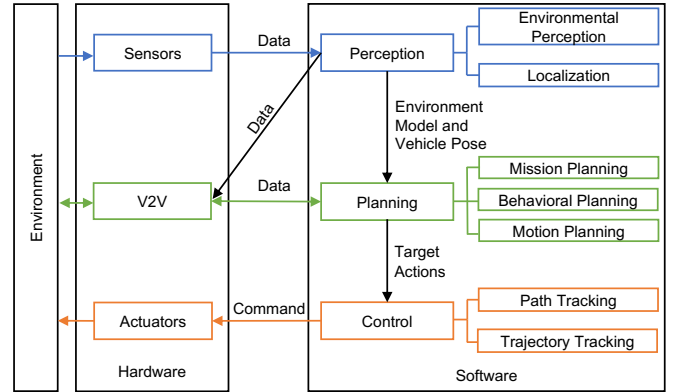 Environment
Sensors
Data
Perception
Environmental
Perception
Localization
Data
Environment
Model and
Vehicle Pose
V2V
Data
Planning
Mission Planning
Behavioral Planning
Motion Planning
Target
Actions
Actuators
Command
Control
Path Tracking
Trajectory Tracking
Hardware
Software